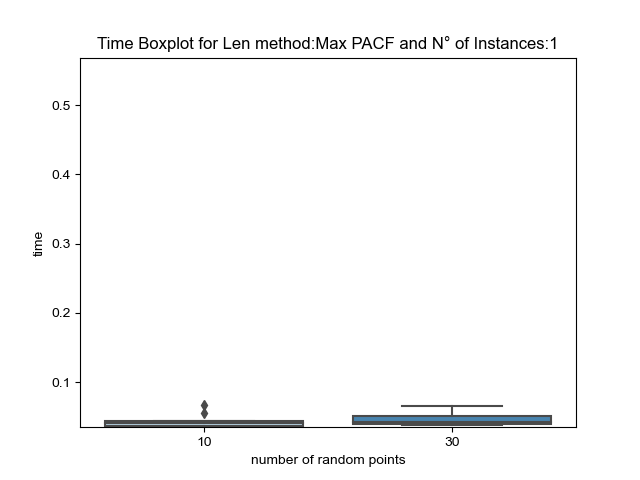 Time Boxplot for Len method:Max PACF and N° of Instances:1
0.5
0.4
0.3
0.2
0.1
time
10
30
number of random points